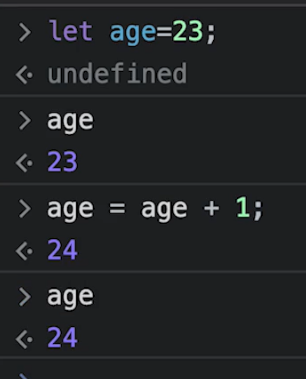 > let age=23;
<· undefined
> age
<· 23
> age = age + 1;
<· 24
> age
<· 24